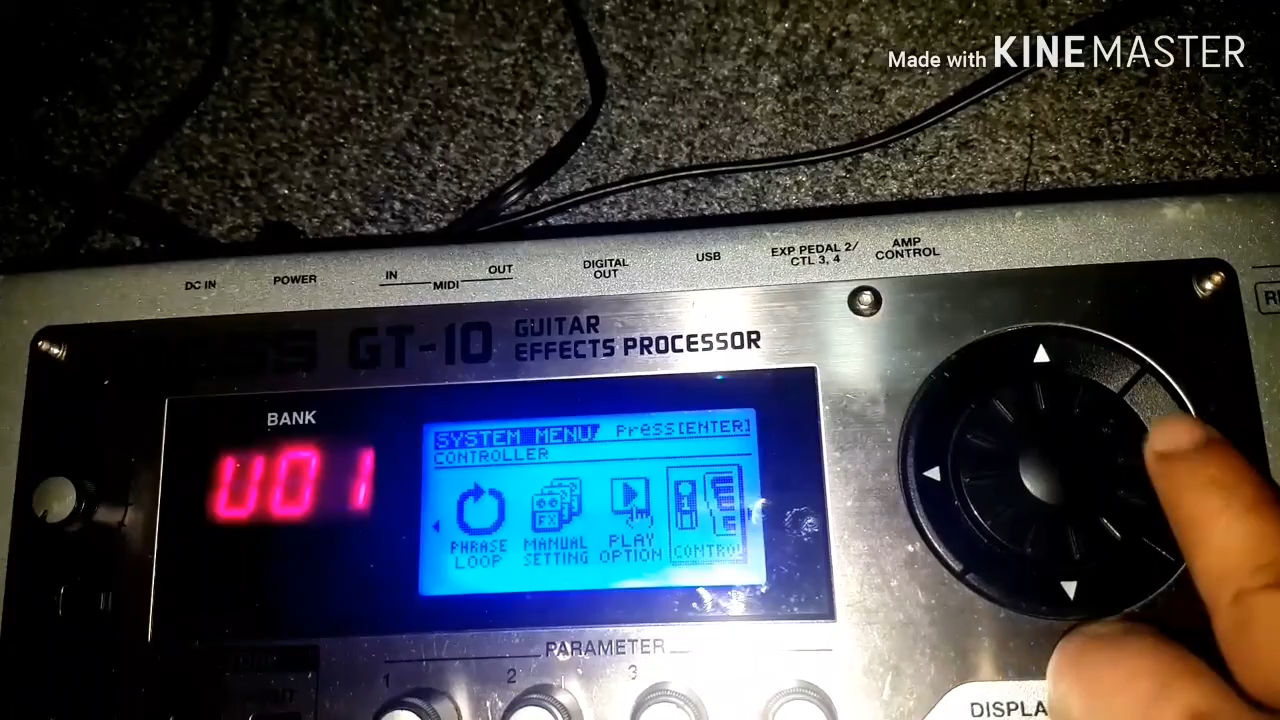 Made with KINEMASTER
DC IN
POWER
IN
OUT
MIDI
DIGITAL
OUT
USB
EXP PEDAL 2/
CTL 3, 4
AMP
CONTROL
GT-10
GUITAR
EFFECTS PROCESSOR
BANK
U01
SYSTEM MENU Press[ENTER]
CONTROLLER
PHRASE
LOOP
MANUAL
SETTING
FX
PLAY
OPTION
CONTROL
PARAMETER
1
2
3